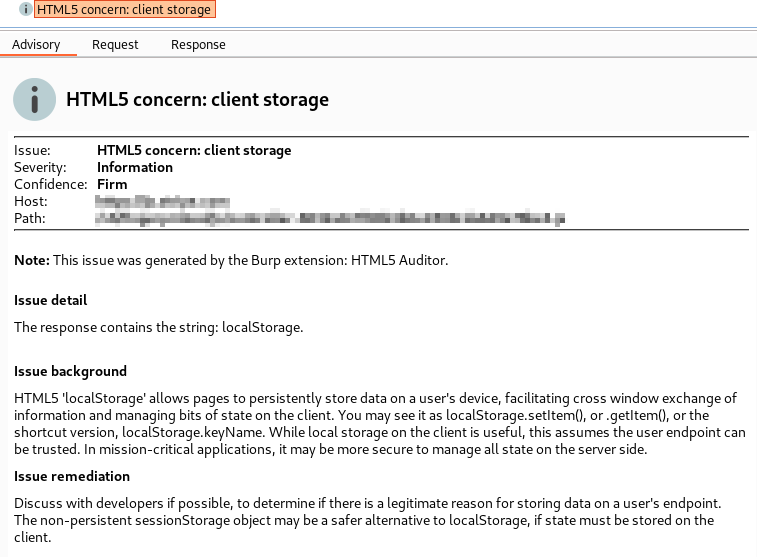 HTML5 concern: client storage
Advisory Request Response
HTML5 concern: client storage
Issue: HTML5 concern: client storage
Severity: Information
Confidence: Firm
Host:
Path:
Note: This issue was generated by the Burp extension: HTML5 Auditor.
Issue detail
The response contains the string: localStorage.
Issue background
HTML5 'localStorage' allows pages to persistently store data on a user's device, facilitating cross window exchange of
information and managing bits of state on the client. You may see it as localStorage.setItem(), or .getItem(), or the
shortcut version, localStorage.keyName. While local storage on the client is useful, this assumes the user endpoint can
be trusted. In mission-critical applications, it may be more secure to manage all state on the server side.
Issue remediation
Discuss with developers if possible, to determine if there is a legitimate reason for storing data on a user's endpoint.
The non-persistent sessionStorage object may be a safer alternative to localStorage, if state must be stored on the
client.